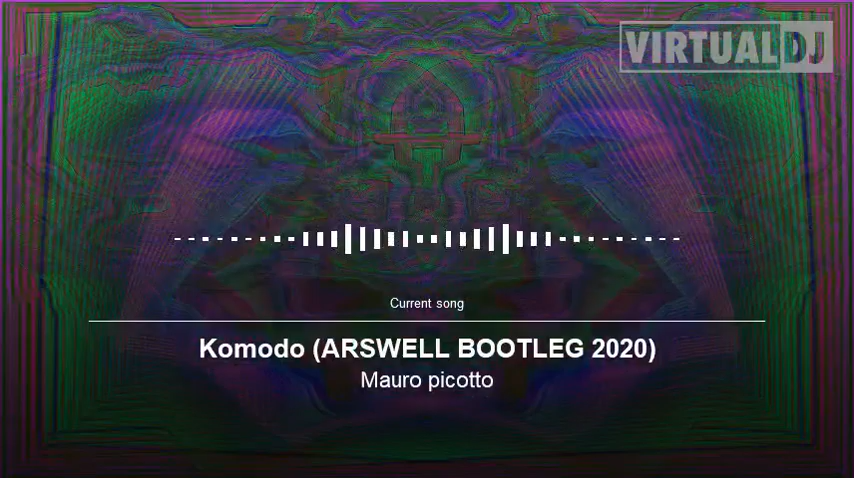 VIRTUALDJ
Current song
Komodo (ARSWELL BOOTLEG 2020)
Mauro picotto